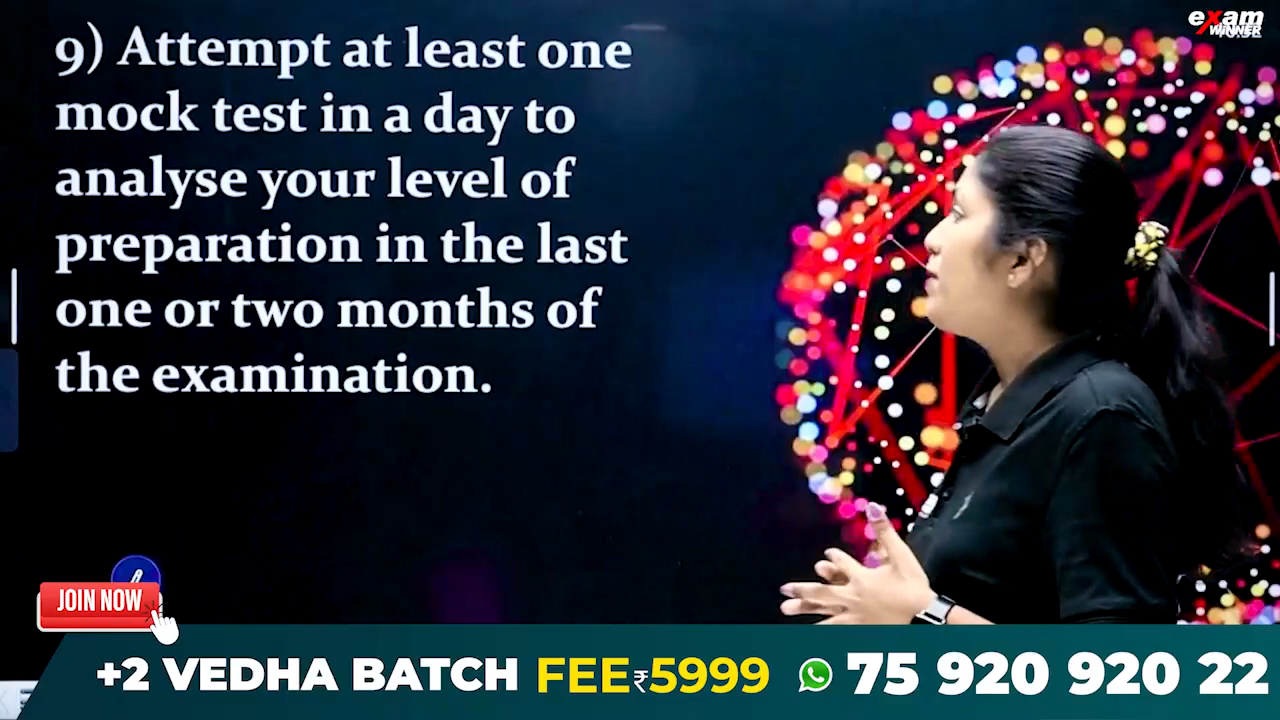 exam
WINNER
9) Attempt at least one
mock test in a day to
analyse your level of
preparation in the last
one or two months of
the examination.
JOIN NOW
+2 VEDHA BATCH FEE ₹5999 75 920 920 22